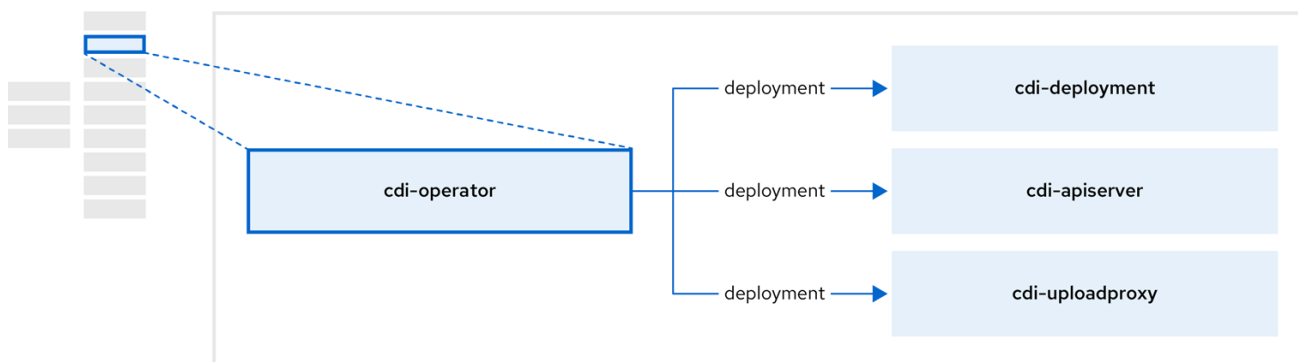 deployment
cdi-deployment
cdi-operator
deployment
cdi-apiserver
deployment
cdi-uploadproxy